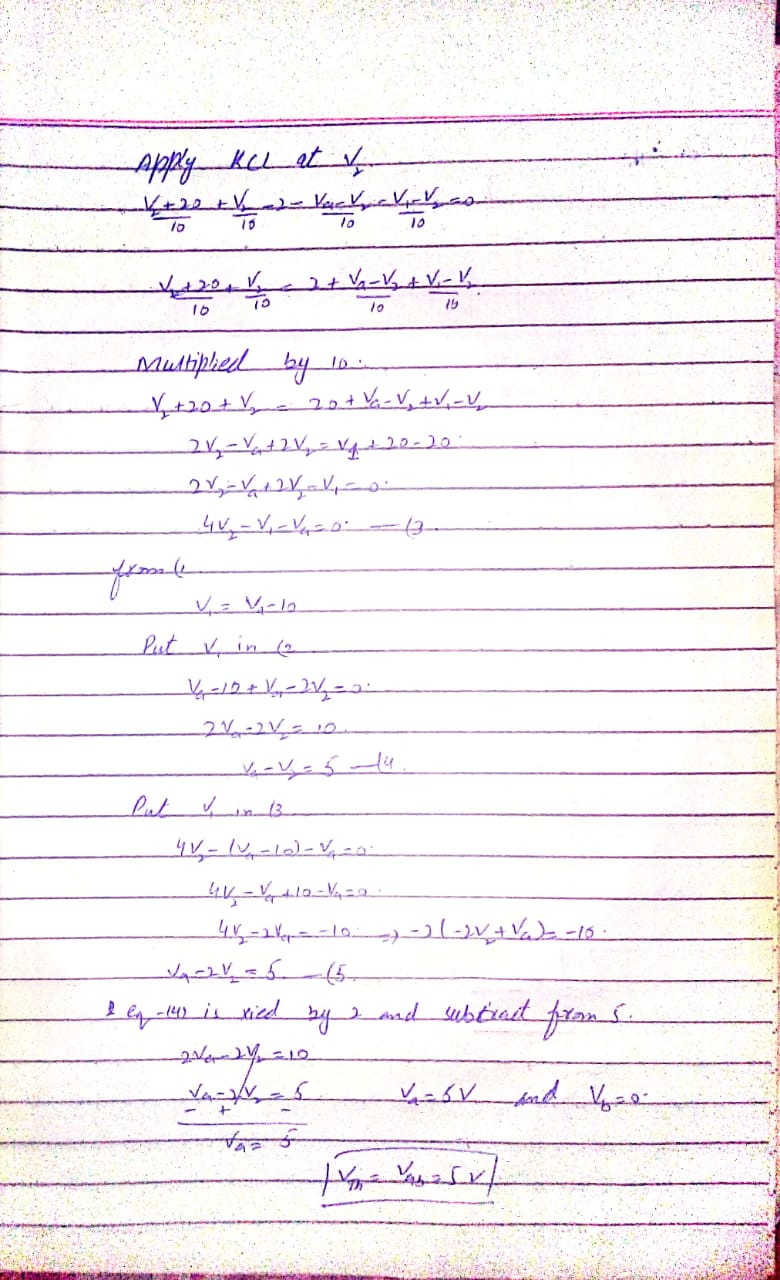 Apply KCL at V₂
(V₂+20)/10 + V₂/10 - 2 - (Va-V₂)/10 - (V₁-V₂)/10 = 0
(V₂+20)/10 + V₂/10 = 2 + (Va-V₂)/10 + (V₁-V₂)/10
Multiplied by 10.
V₂+20+V₂ = 20+Va-V₂+V₁-V₂
2V₂-Va+2V₂ = V₁+20-20
2V₂-Va+2V₂-V₁=0
4V₂-V₁-Va=0 —(3
from (1
V₁ = Va-10
Put V₁ in (2
Va-10+Va-2V₂=0
2Va-2V₂=10
Va-V₂=5 —(4
Put V₁ in (3
4V₂-(Va-10)-Va=0
4V₂-Va+10-Va=0
4V₂-2Va=-10 => -2(-2V₂+Va)=-10
Va-2V₂=5 —(5
eq-(4) is xied by 2 and subtract from 5.
2Va-2V₂=10
Va-2V₂=5 Va=5V and Vb=0
- + -
Va=5
VTh=Vab=5V